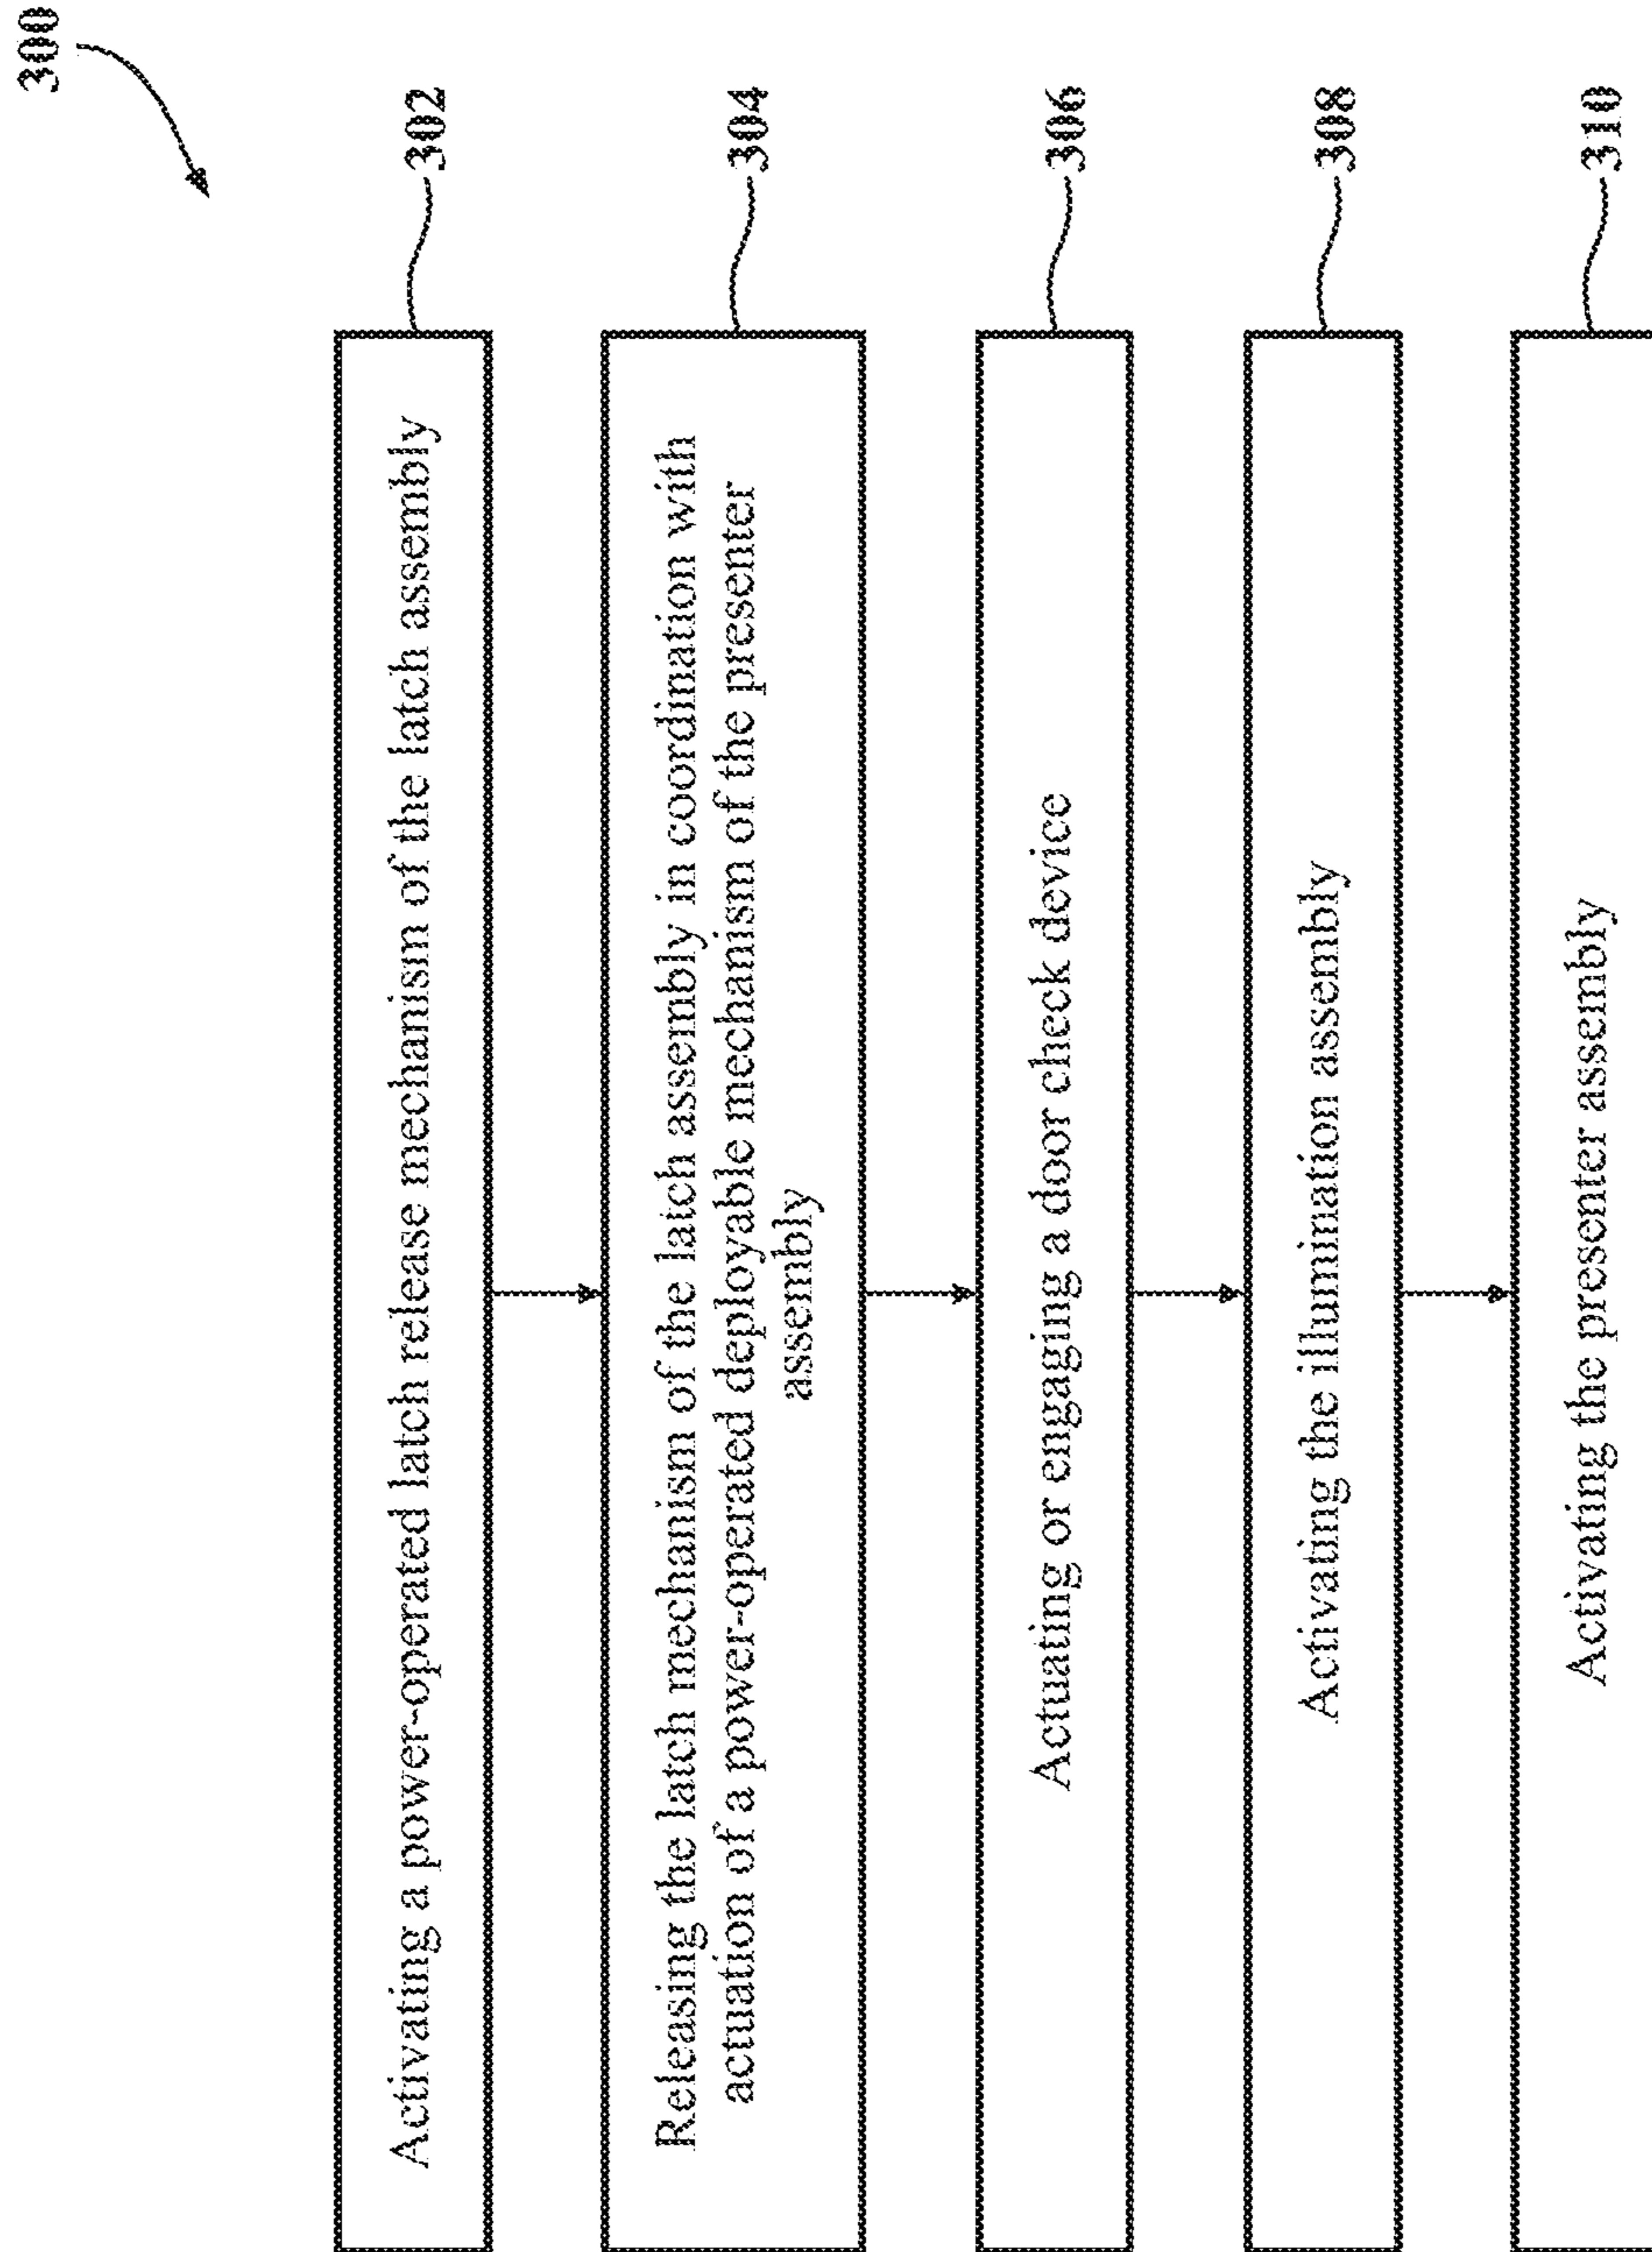 300
Activating a power-operated latch release mechanism of the latch assembly
302
Releasing the latch mechanism of the latch assembly in coordination with
actuation of a power-operated deployable mechanism of the presenter
assembly
304
Actuating or engaging a door check device
306
Activating the illumination assembly
308
Activating the presenter assembly
310